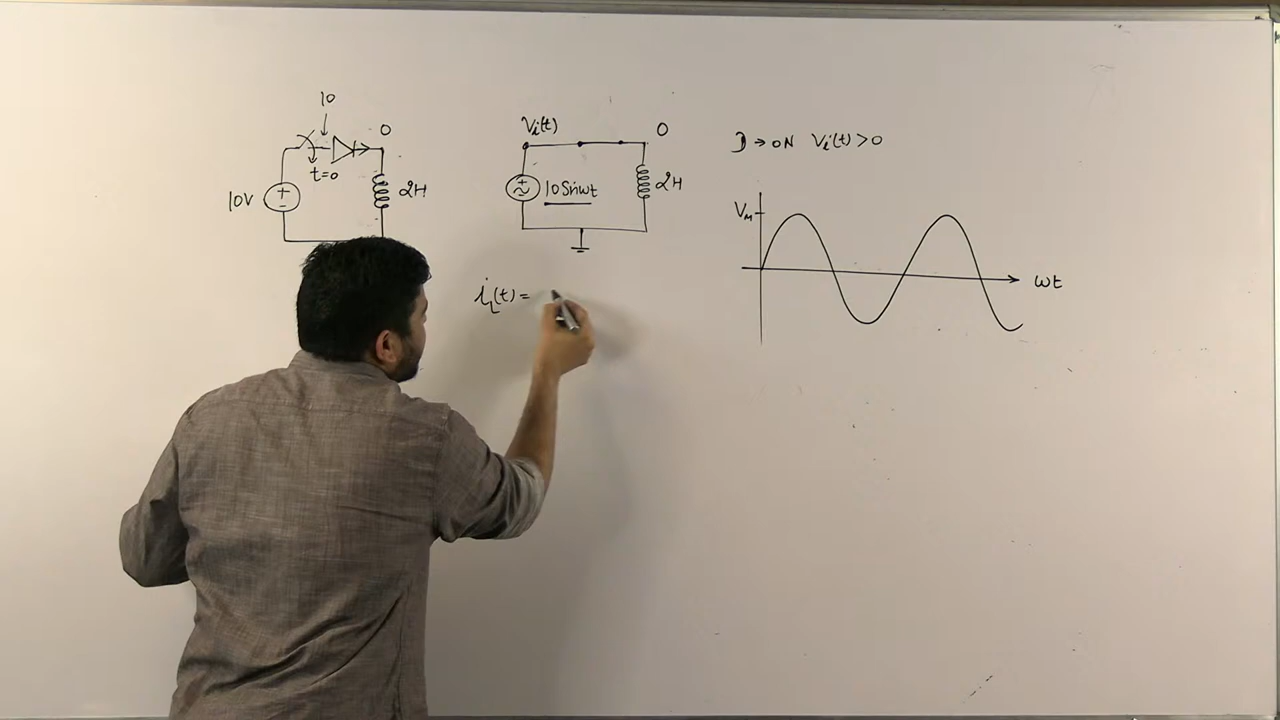 10
0
t=0
10V
2H
Vi(t)
0
10Sinωt
2H
iL(t)=
D→ON Vi(t)>0
VM
ωt